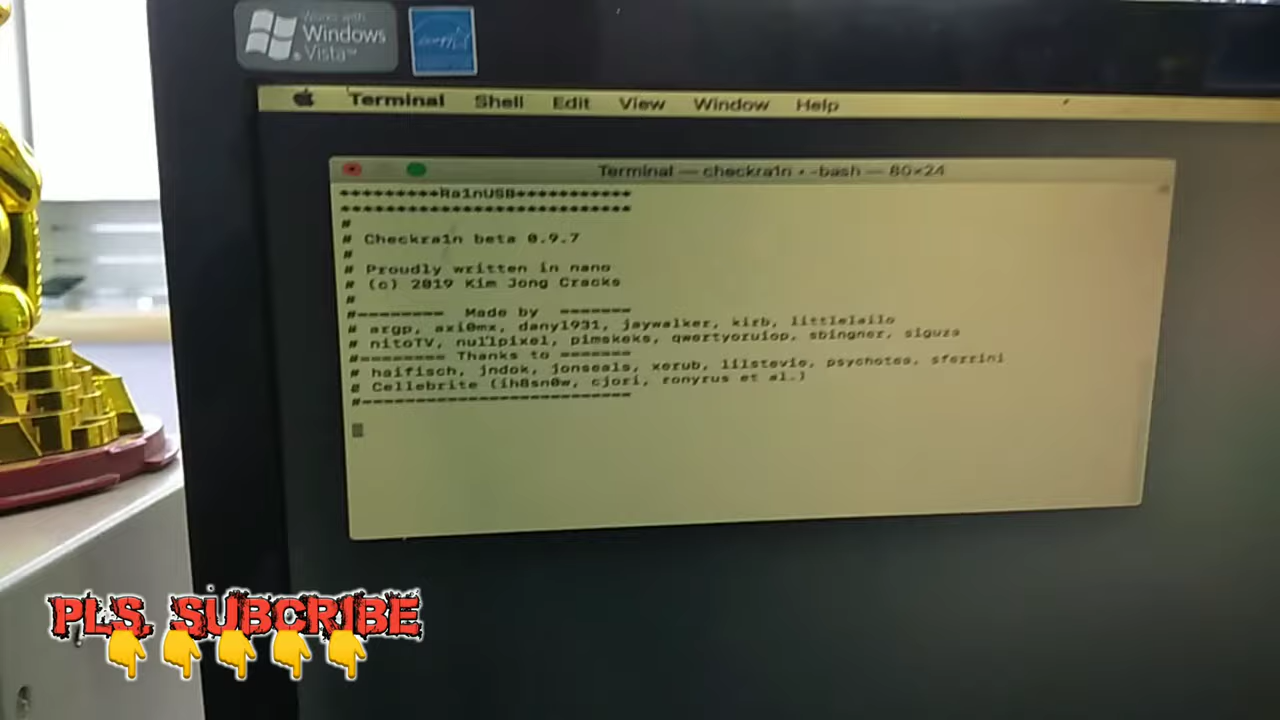 Works with
Windows
Vista™
Terminal Shell Edit View Window Help
Terminal — checkra1n • -bash — 80×24
*********Ra1nUSB***********
***************************
#
# Checkra1n beta 0.9.7
#
# Proudly written in nano
# (c) 2019 Kim Jong Cracks
#
#======== Made by =======
# argp, axi0mx, dany1931, jaywalker, kirb, littlelailo
# nitoTV, nullpixel, pimskeks, qwertyoruiop, sbingner, siguza
#======== Thanks to =======
# haifisch, jndok, jonseals, xerub, lilstevie, psychotea, sferrini
# Cellebrite (ih8sn0w, cjori, ronyrus et al.)
#==========================
PLS. SUBCRIBE